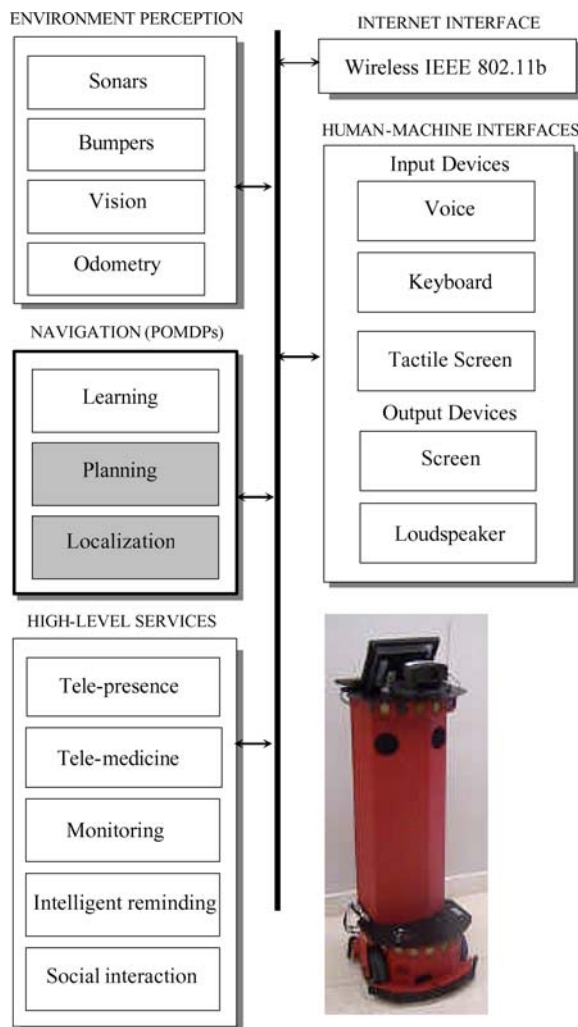 ENVIRONMENT PERCEPTION
Sonars
Bumpers
Vision
Odometry
NAVIGATION (POMDPs)
Learning
Planning
Localization
HIGH-LEVEL SERVICES
Tele-presence
Tele-medicine
Monitoring
Intelligent reminding
Social interaction
INTERNET INTERFACE
Wireless IEEE 802.11b
HUMAN-MACHINE INTERFACES
Input Devices
Voice
Keyboard
Tactile Screen
Output Devices
Screen
Loudspeaker